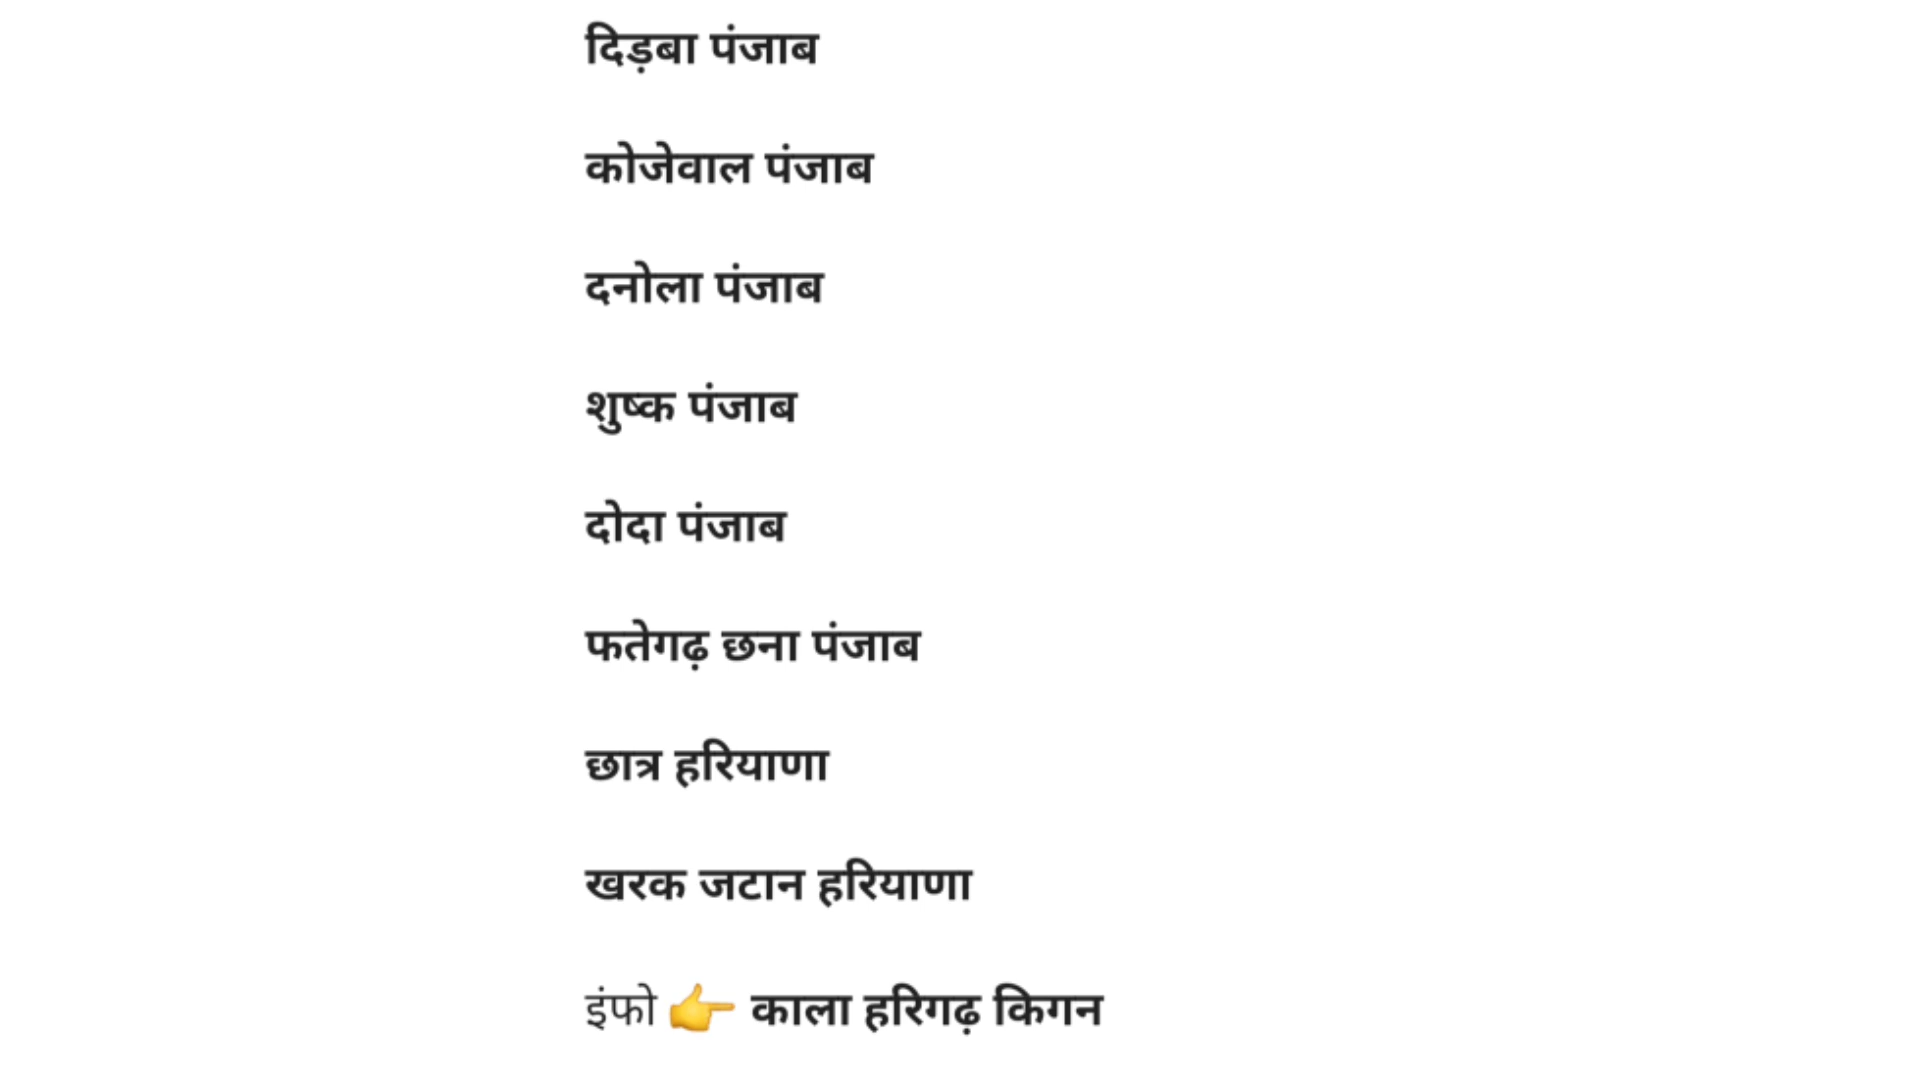 दिड़बा पंजाब
कोजेवाल पंजाब
दनोला पंजाब
शुष्क पंजाब
दोदा पंजाब
फतेगढ़ छना पंजाब
छात्र हरियाणा
खरक जटान हरियाणा
इंफो 👉 काला हरिगढ़ किगन